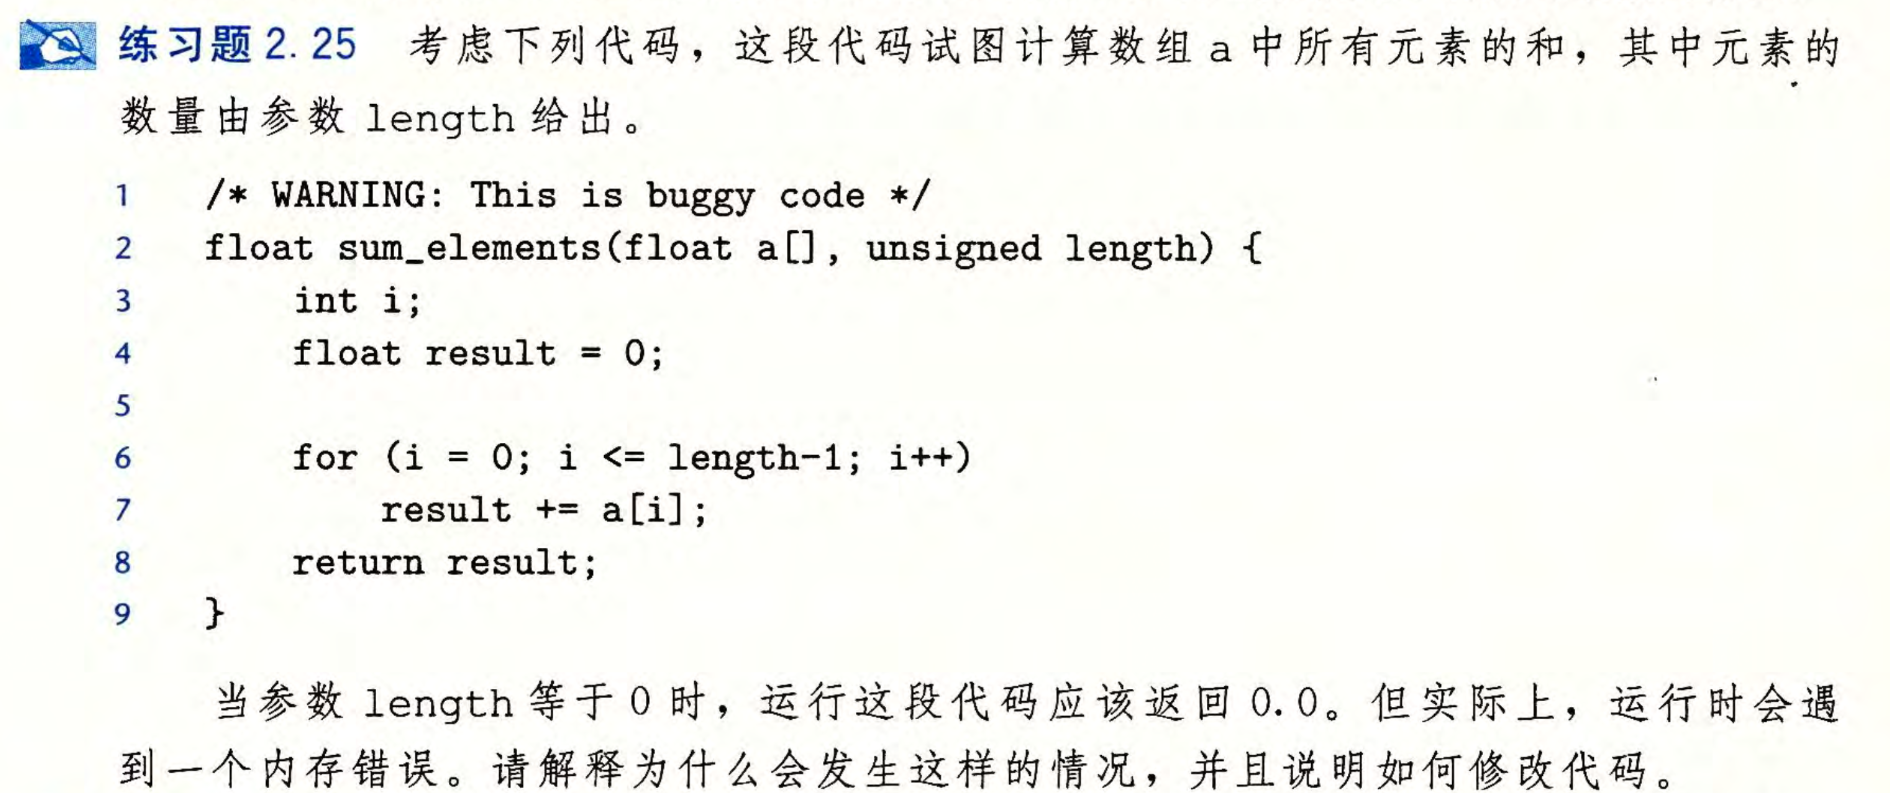 练习题 2.25 考虑下列代码，这段代码试图计算数组 a 中所有元素的和，其中元素的
数量由参数 length 给出。
1 /* WARNING: This is buggy code */
2 float sum_elements(float a[], unsigned length) {
3 int i;
4 float result = 0;
5
6 for (i = 0; i <= length-1; i++)
7 result += a[i];
8 return result;
9 }
当参数 length 等于 0 时，运行这段代码应该返回 0.0。但实际上，运行时会遇
到一个内存错误。请解释为什么会发生这样的情况，并且说明如何修改代码。